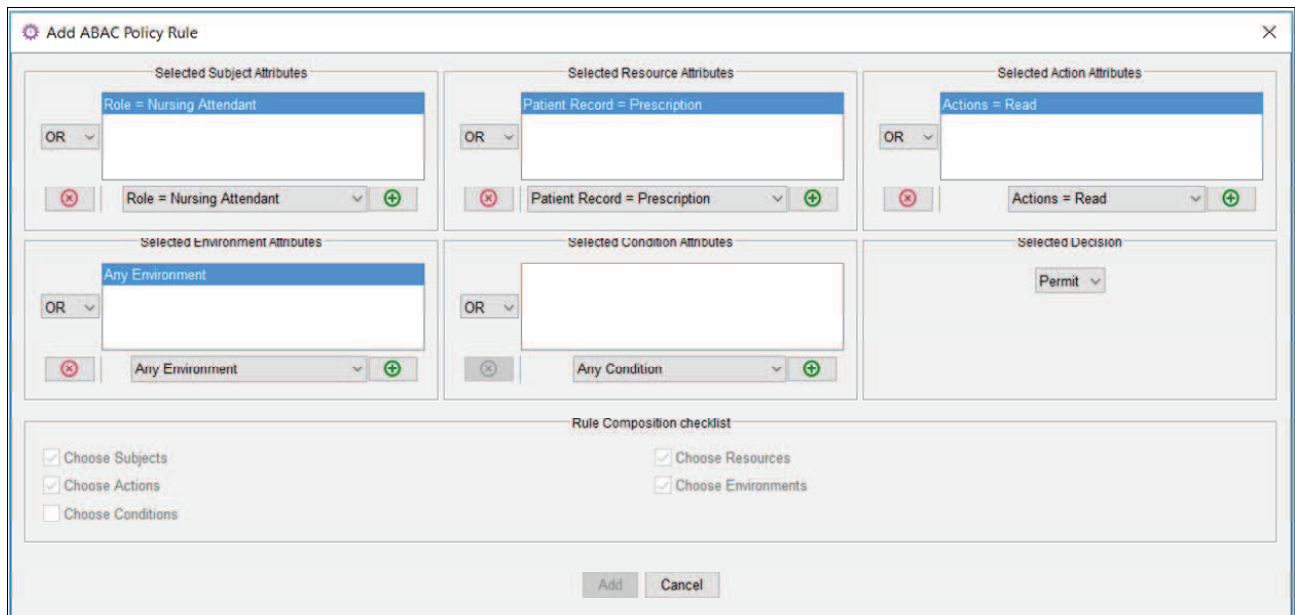 Add ABAC Policy Rule
Selected Subject Attributes
Role = Nursing Attendant
OR
Role = Nursing Attendant
Selected Resource Attributes
Patient Record = Prescription
OR
Patient Record = Prescription
Selected Action Attributes
Actions = Read
OR
Actions = Read
Selected Environment Attributes
Any Environment
OR
Any Environment
Selected Condition Attributes
OR
Any Condition
Selected Decision
Permit
Rule Composition checklist
Choose Subjects
Choose Resources
Choose Actions
Choose Environments
Choose Conditions
Add
Cancel